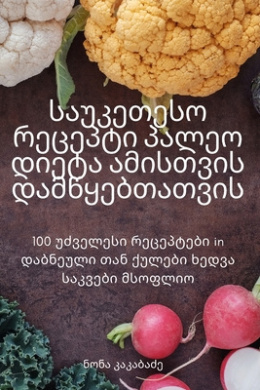 საუკეთესო
რეცეპტი პალეო
დიეტა ამისთვის
დამწყებთათვის
100 უძველესი რეცეპტები in
დაბნეული თან ქულები ხედვა
საკვები მსოფლიო
ნონა კაკაბაძე